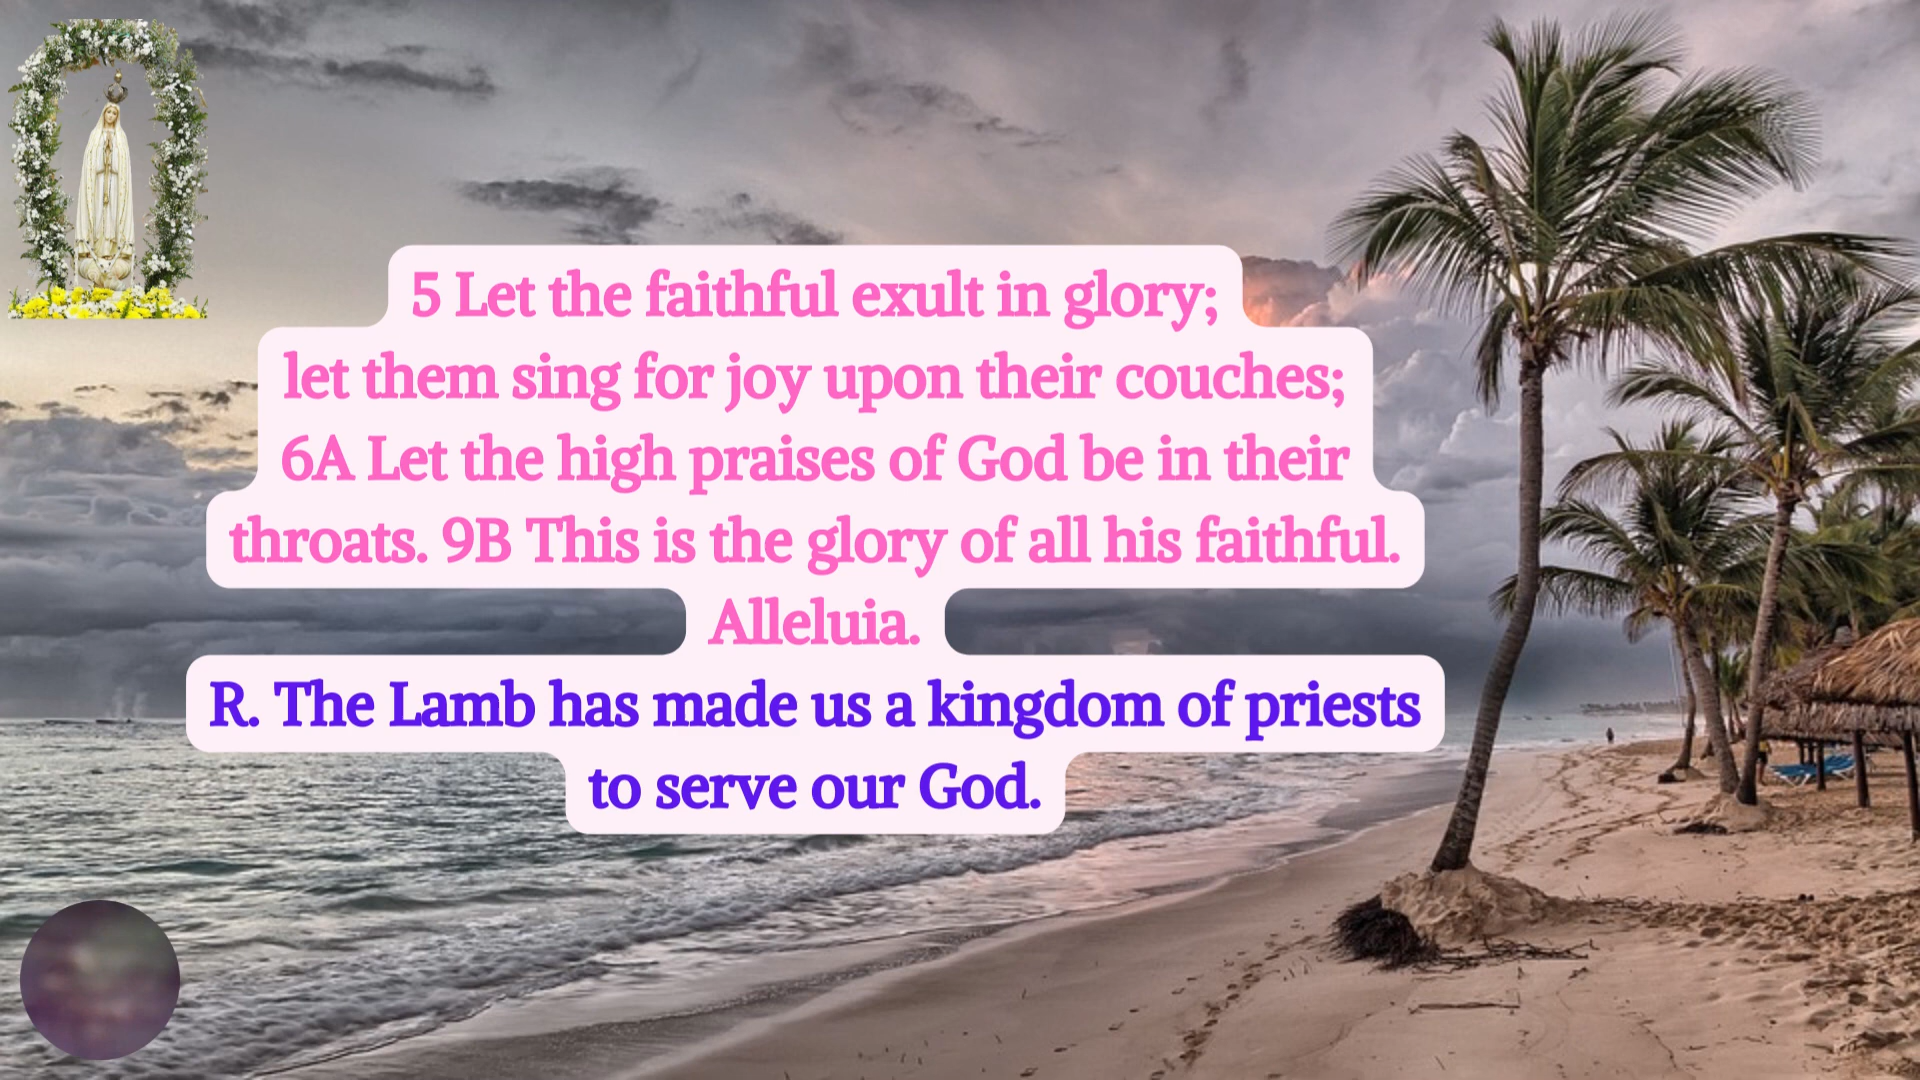 5 Let the faithful exult in glory;
let them sing for joy upon their couches;
6A Let the high praises of God be in their
throats. 9B This is the glory of all his faithful.
Alleluia.
R. The Lamb has made us a kingdom of priests
to serve our God.